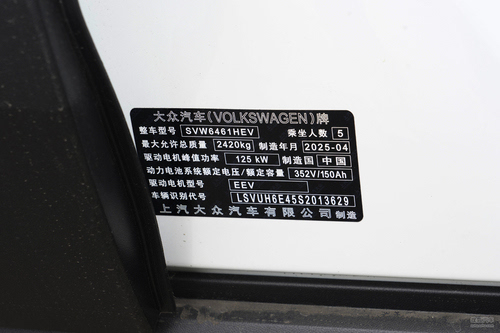 大众汽车(VOLKSWAGEN)牌
整车型号 SVW6461HEV 乘坐人数 5
最大允许总质量 2420kg 制造年月 2025-04
驱动电机峰值功率 125 kW 制造国 中国
动力电池系统额定电压/额定容量 352V/150Ah
驱动电机型号 EEV
车辆识别代号 LSVUH6E45S2013629
上汽大众汽车有限公司 制造